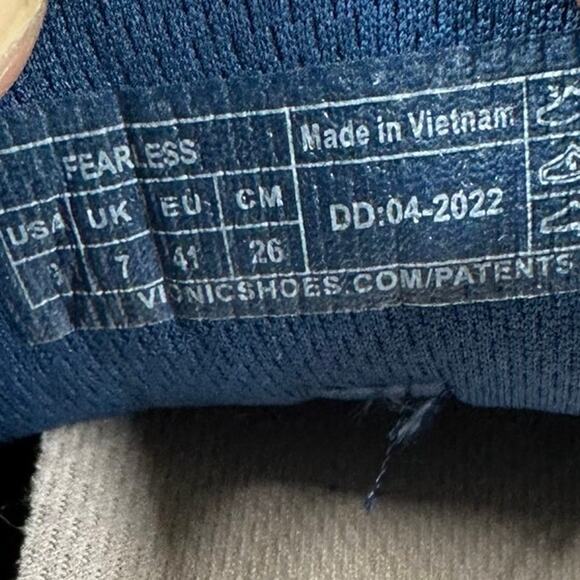 FEARLESS
Made in Vietnam
USA UK EU CM
7 41 26
DD:04-2022
VIONICSHOES.COM/PATENTS